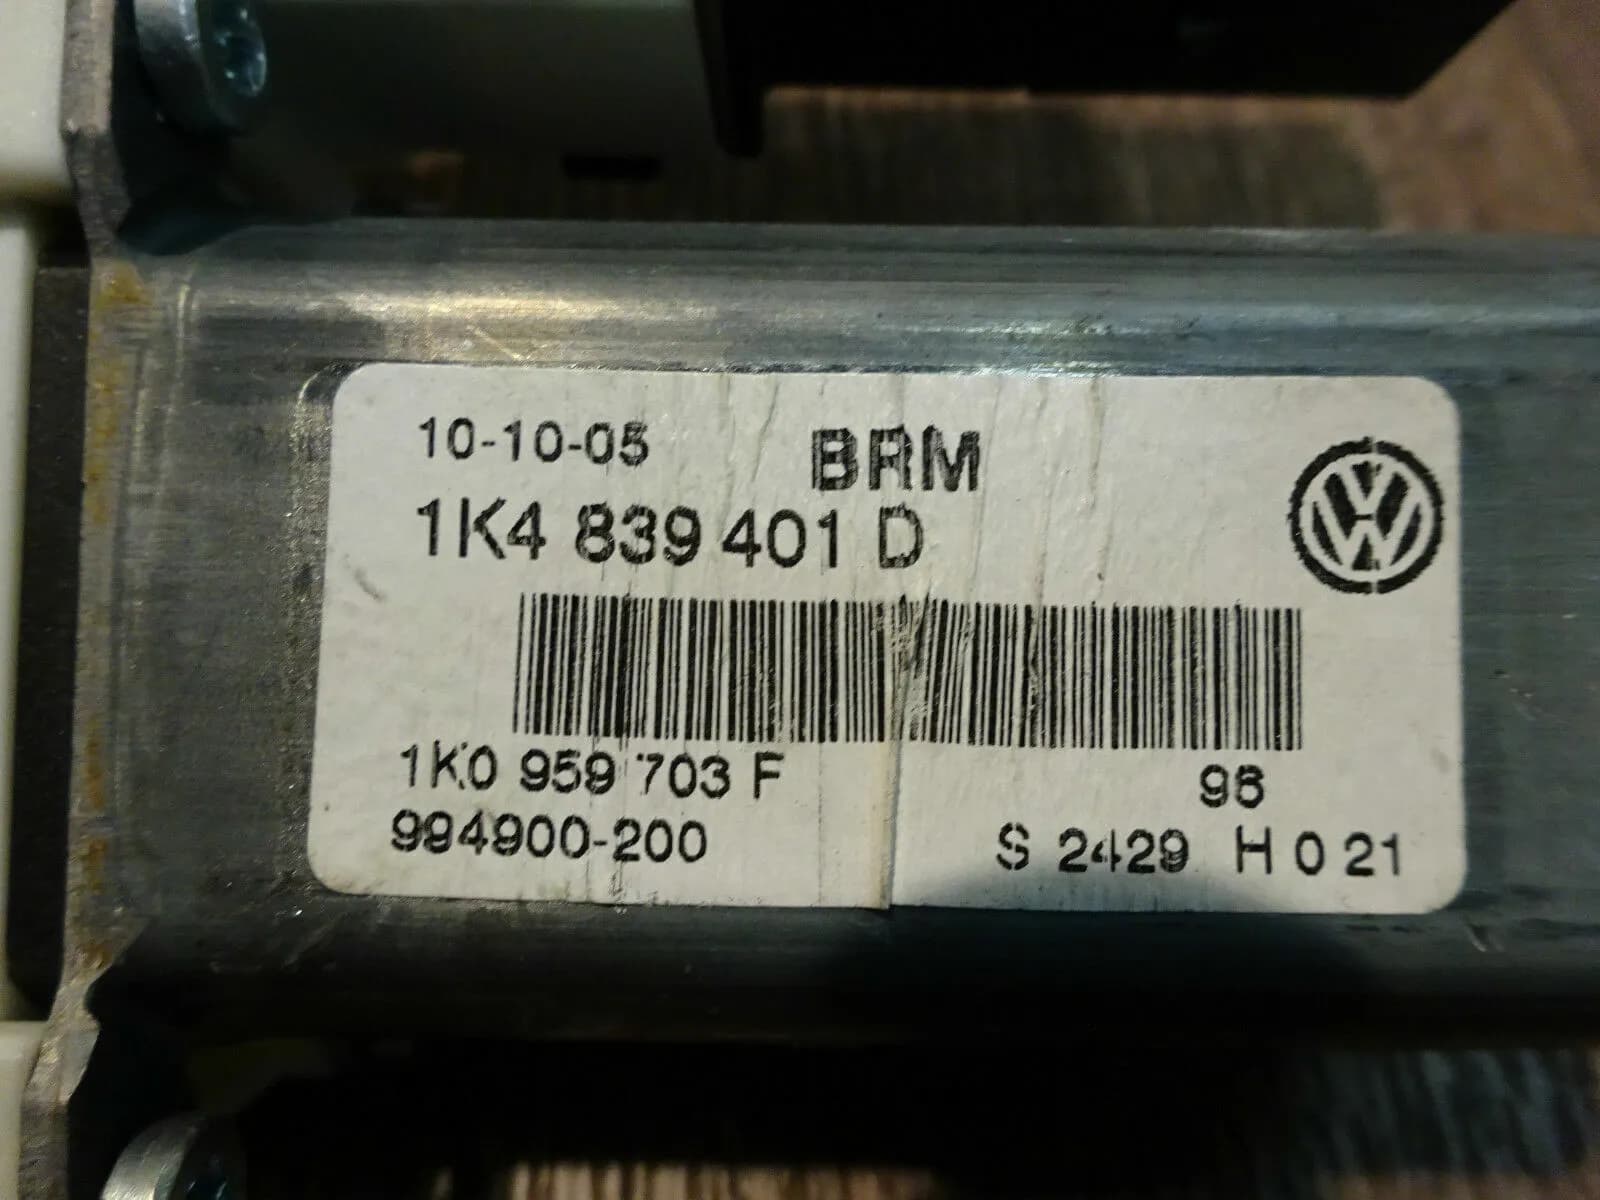 10-10-05 BRM
1K4 839 401 D
1K0 959 703 F 96
994900-200 S 2429 H 0 21